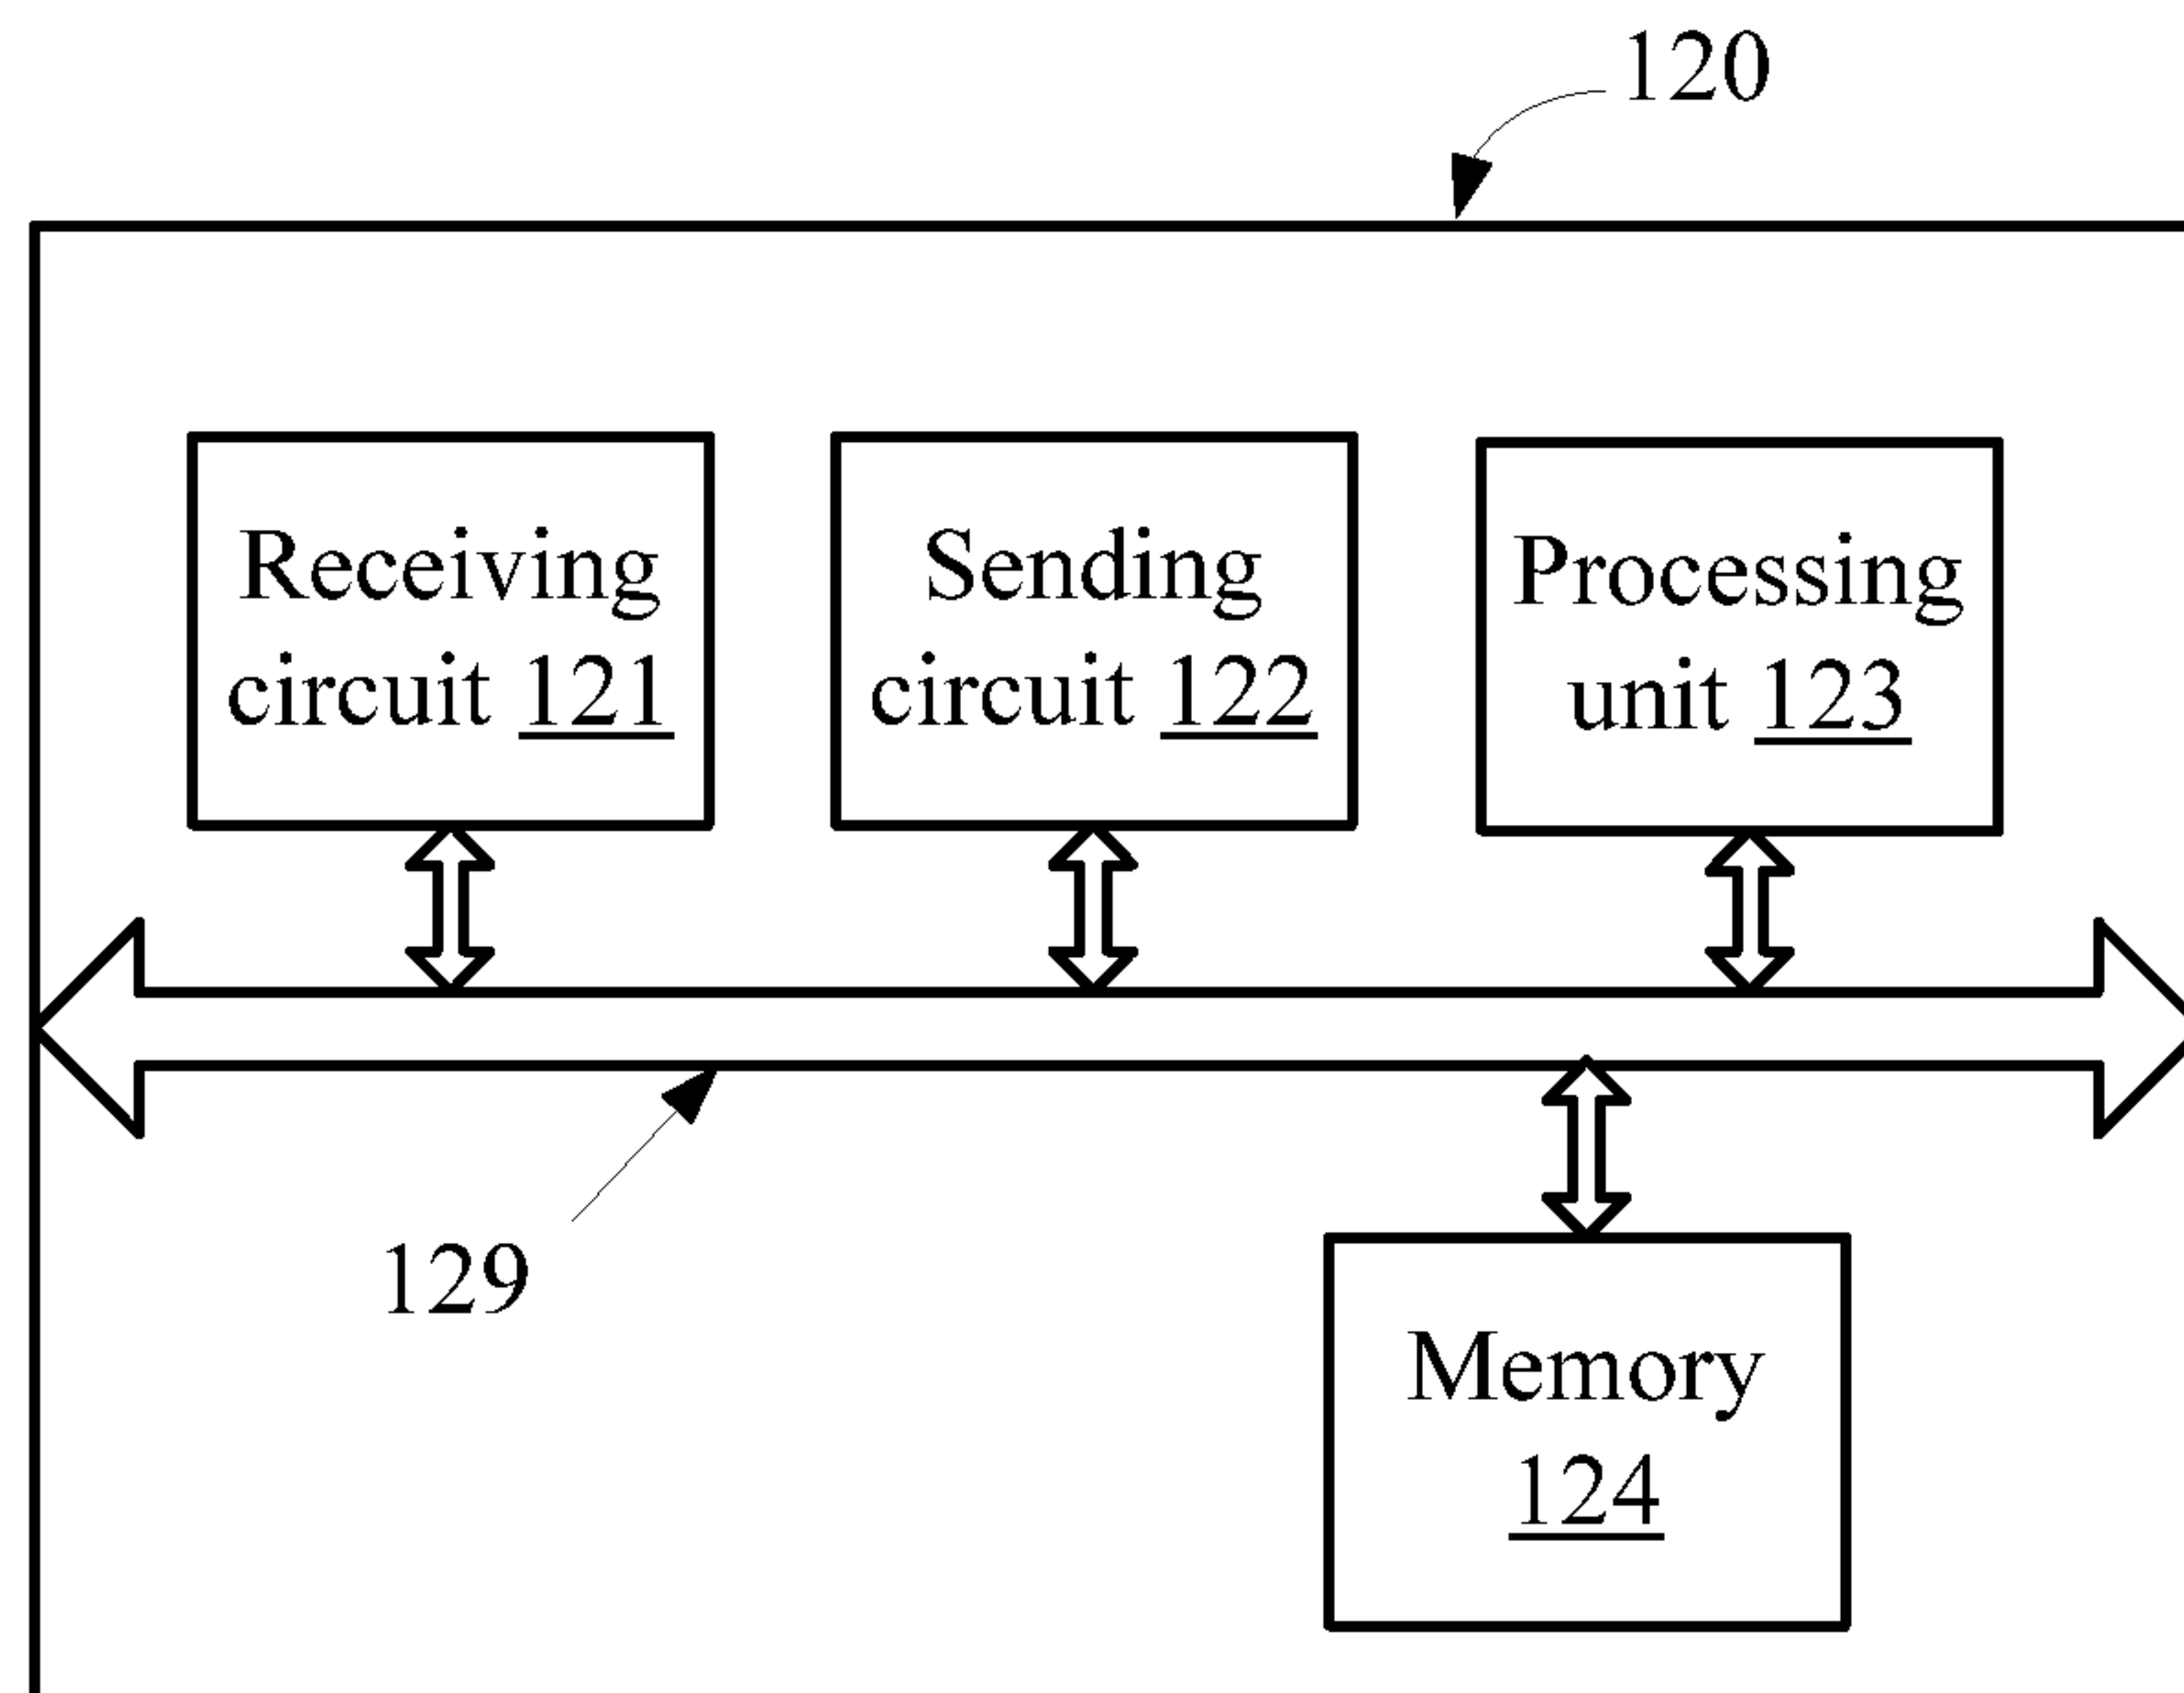 120
Receiving
circuit 121
Sending
circuit 122
Processing
unit 123
129
Memory
124